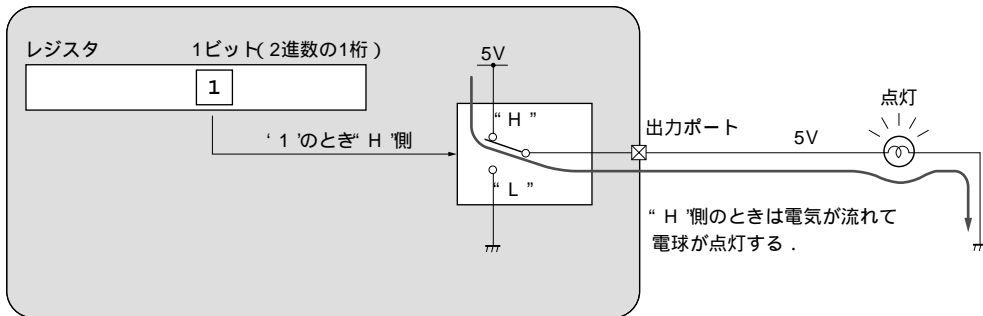 レジスタ
1ビット(2進数の1桁)
1
5V
‘1’のとき“H”側
“H”
“L”
出力ポート
5V
点灯
“H”側のときは電気が流れて
電球が点灯する.